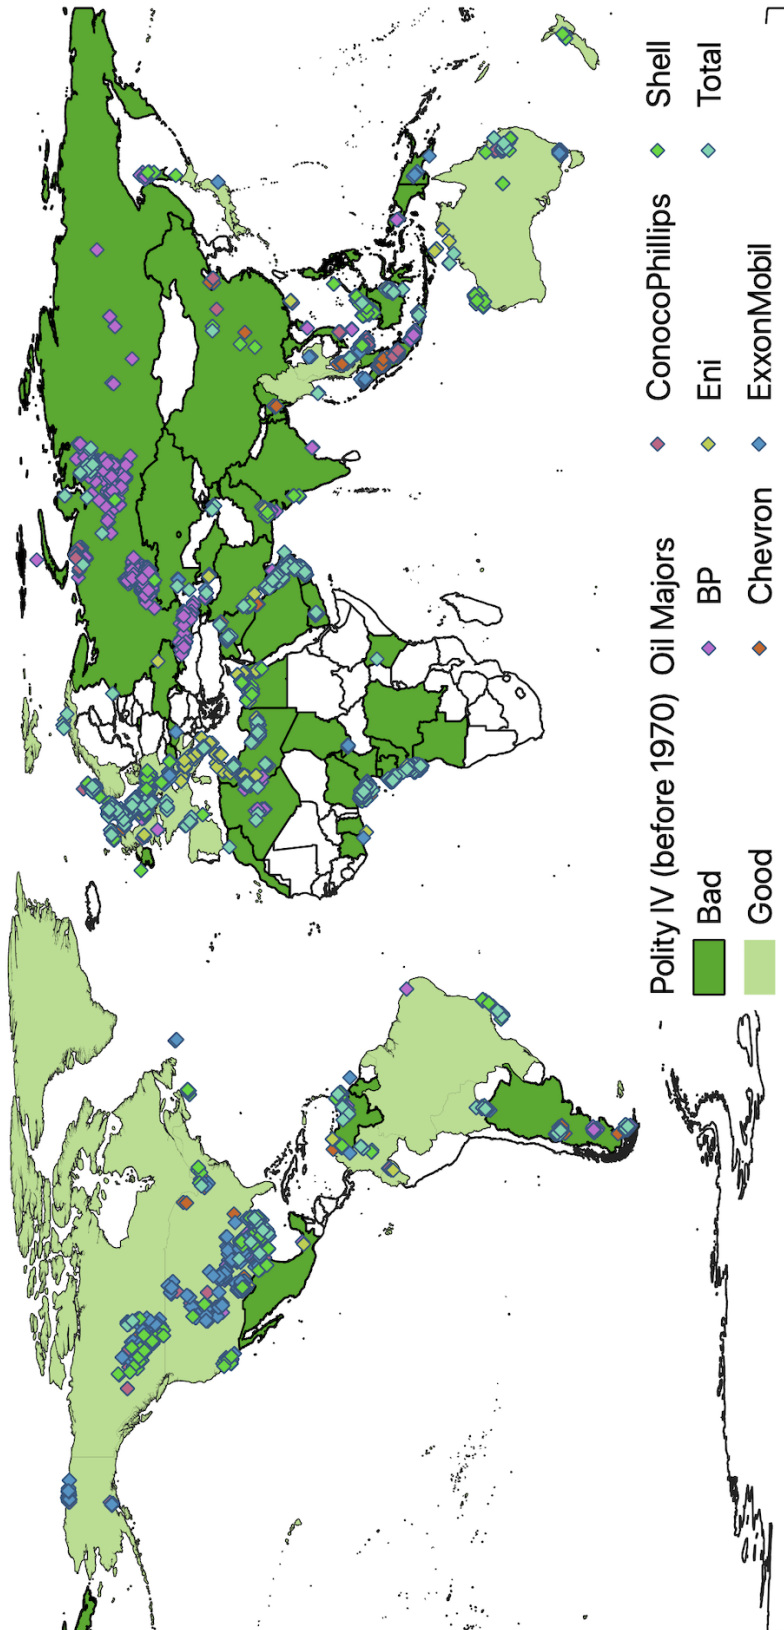 Polity IV (before 1970)
Bad
Good
Oil Majors
BP
Chevron
ConocoPhillips
Eni
ExxonMobil
Shell
Total